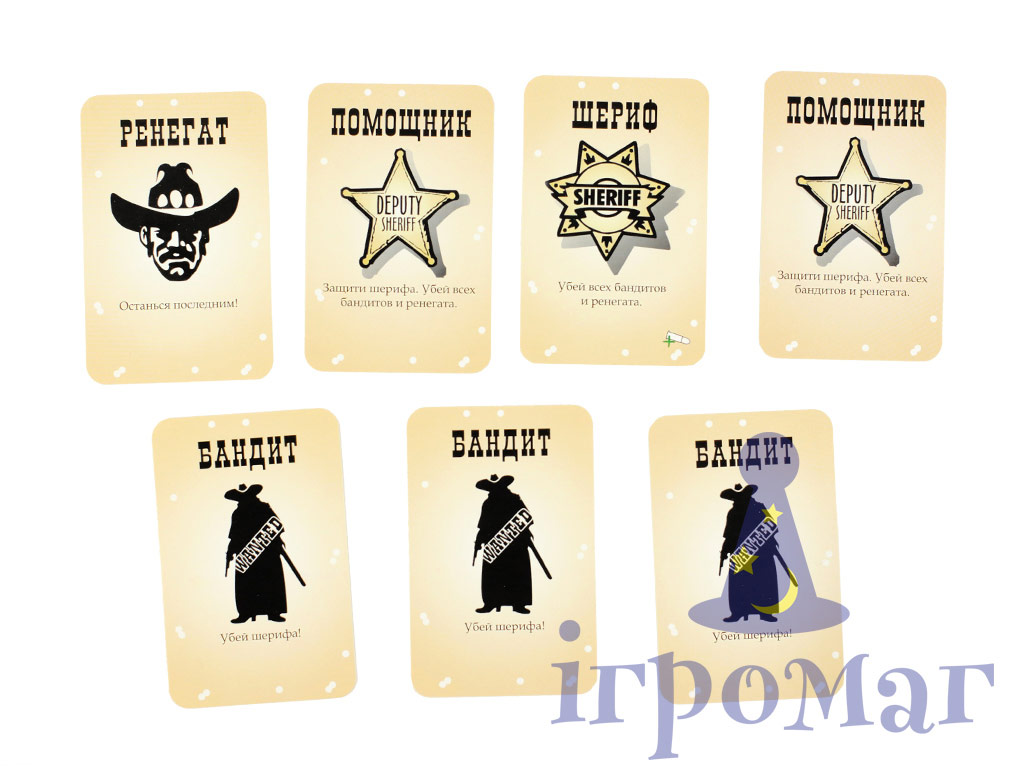 РЕНЕГАТ
Останься последним!
ПОМОЩНИК
DEPUTY
SHERIFF
Защити шерифа. Убей всех
бандитов и ренегата.
ШЕРИФ
SHERIFF
Убей всех бандитов
и ренегата.
ПОМОЩНИК
DEPUTY
SHERIFF
Защити шерифа. Убей всех
бандитов и ренегата.
БАНДИТ
WANTED
Убей шерифа!
БАНДИТ
WANTED
Убей шерифа!
БАНДИТ
WANTED
Убей шерифа!
ігромаг